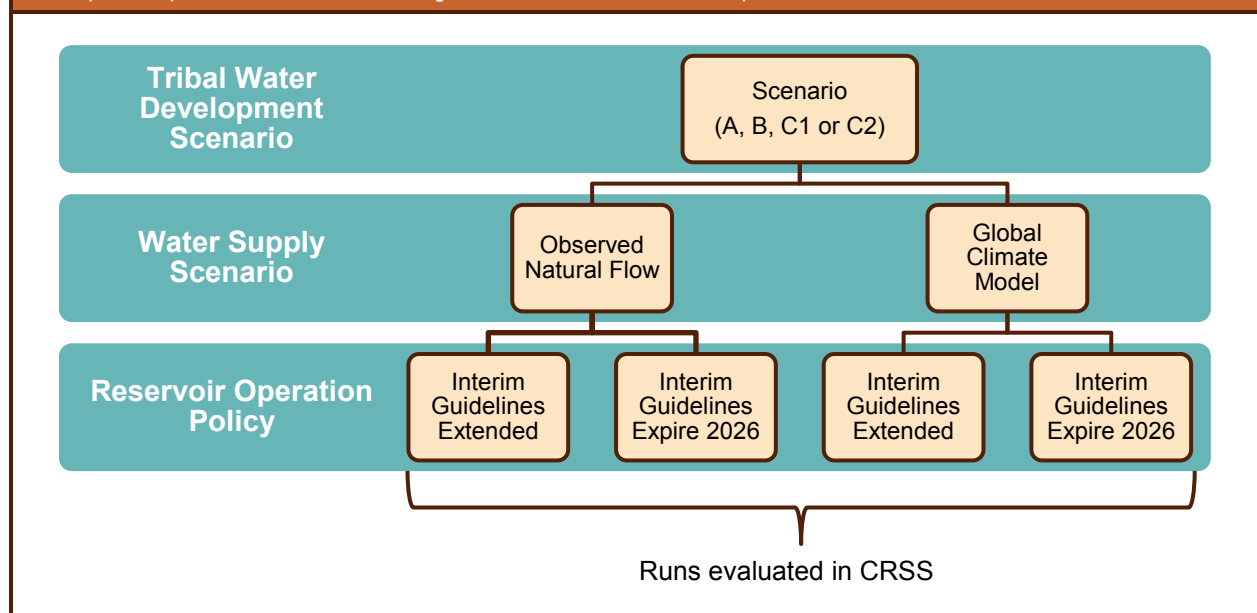 Tribal Water
Development
Scenario
Scenario
(A, B, C1 or C2)
Water Supply
Scenario
Observed
Natural Flow
Global
Climate
Model
Reservoir Operation
Policy
Interim
Guidelines
Extended
Interim
Guidelines
Expire 2026
Interim
Guidelines
Extended
Interim
Guidelines
Expire 2026
Runs evaluated in CRSS